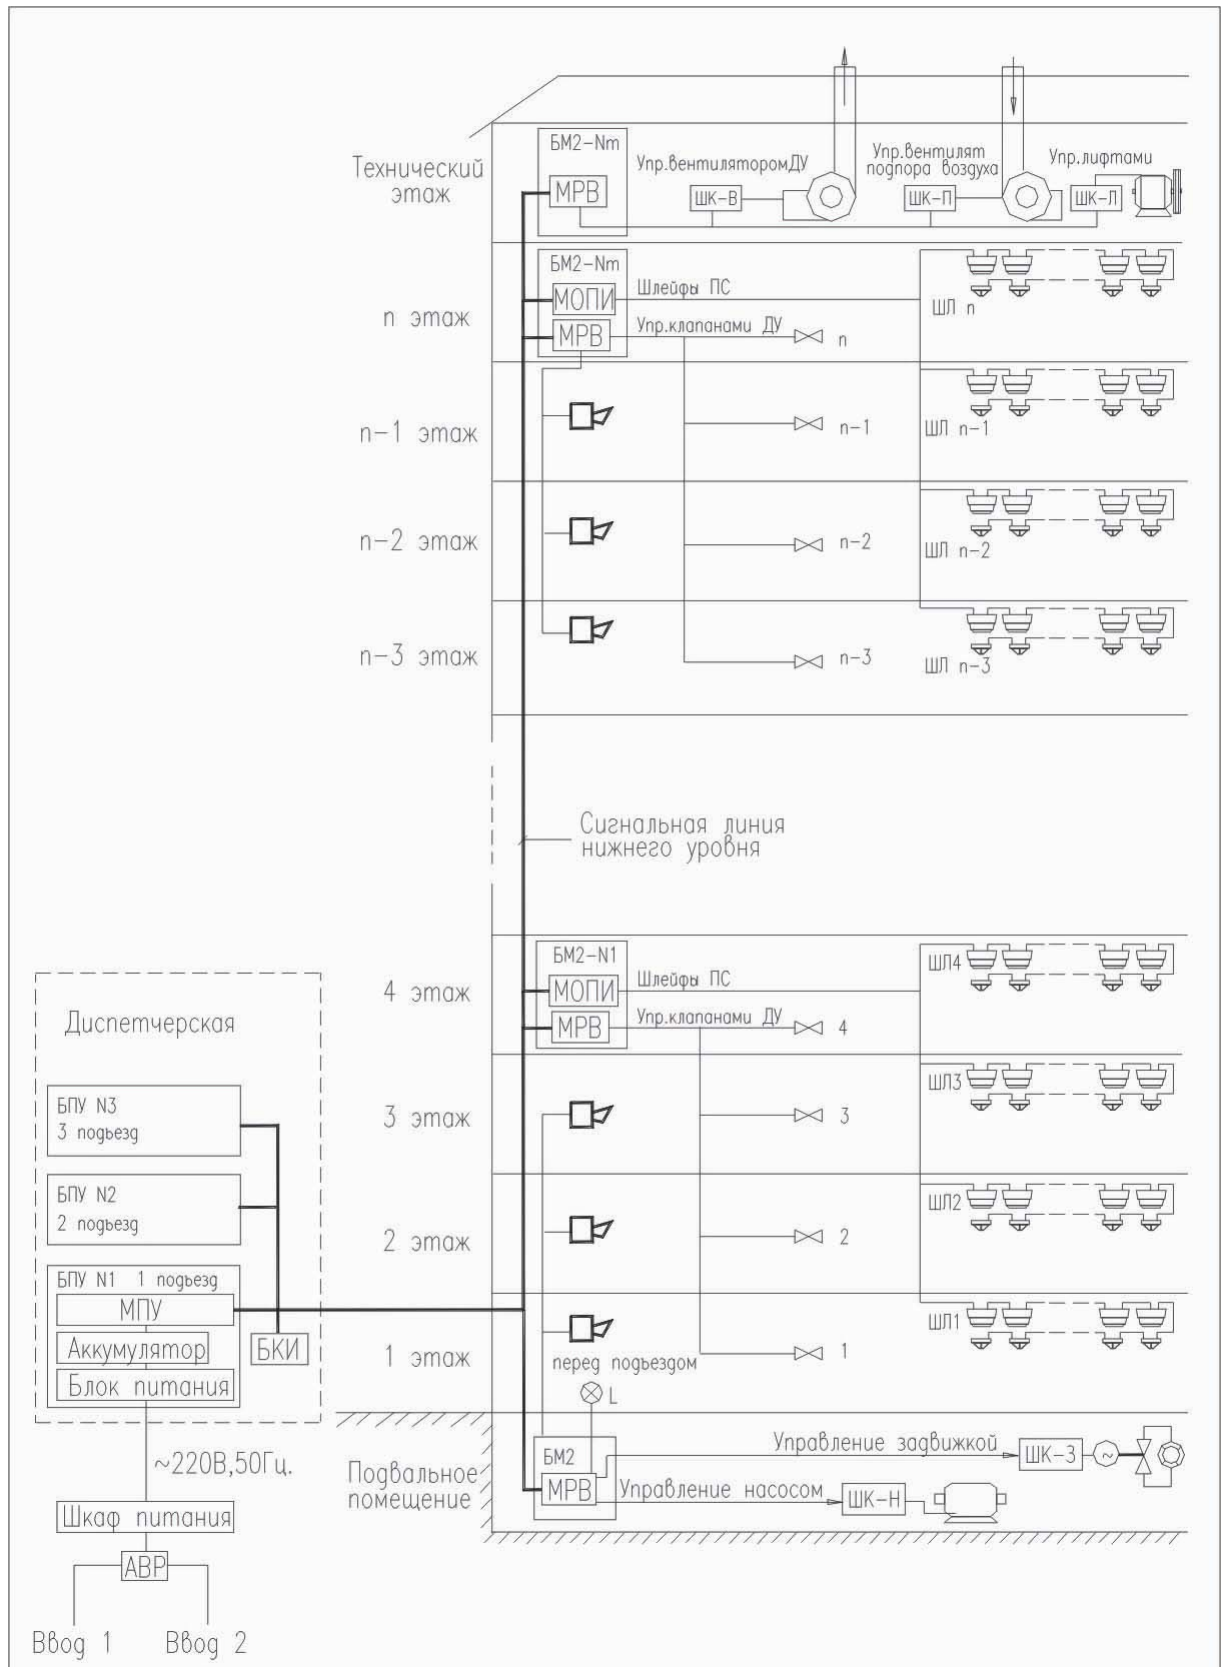 Технический
этаж
БМ2-Nm
МРВ
Упр.вентиляторомДУ
ШК-В
Упр.вентилят
подпора воздуха
ШК-П
Упр.лифтами
ШК-Л
n этаж
БМ2-Nm
МОПИ
Шлейфы ПС
МРВ
Упр.клапанами ДУ
n
ШЛ n
n-1 этаж
n-1
ШЛ n-1
n-2 этаж
n-2
ШЛ n-2
n-3 этаж
n-3
ШЛ n-3
Сигнальная линия
нижнего уровня
4 этаж
БМ2-N1
МОПИ
Шлейфы ПС
МРВ
Упр.клапанами ДУ
4
ШЛ4
3 этаж
3
ШЛ3
2 этаж
2
ШЛ2
1 этаж
1
ШЛ1
перед подьездом
L
Диспетчерская
БПУ N3
3 подьезд
БПУ N2
2 подьезд
БПУ N1 1 подьезд
МПУ
Аккумулятор
Блок питания
БКИ
~220В,50Гц.
Шкаф питания
АВР
Ввод 1
Ввод 2
Подвальное
помещение
БМ2
МРВ
Управление задвижкой
ШК-З
~
Управление насосом
ШК-Н